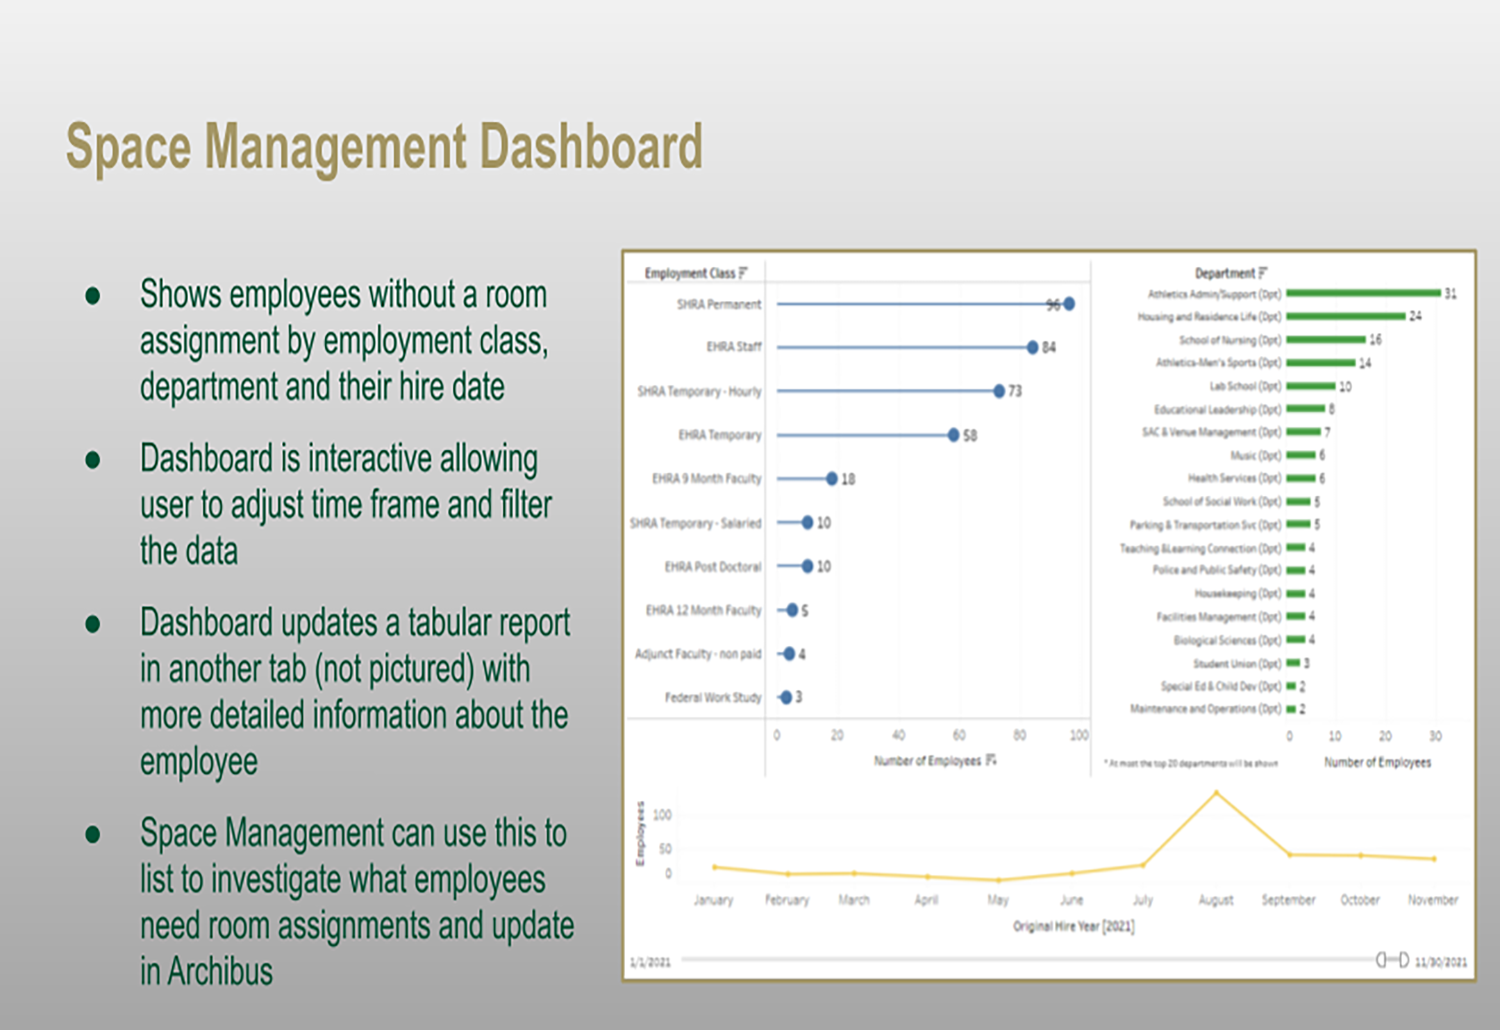 Space Management Dashboard
● Shows employees without a room
assignment by employment class,
department and their hire date
● Dashboard is interactive allowing
user to adjust time frame and filter
the data
● Dashboard updates a tabular report
in another tab (not pictured) with
more detailed information about the
employee
● Space Management can use this to
list to investigate what employees
need room assignments and update
in Archibus
Employment Class
SHRA Permanent 96
EHRA Staff 84
SHRA Temporary - Hourly 73
EHRA Temporary 58
EHRA 9 Month Faculty 18
SHRA Temporary - Salaried 10
EHRA Post Doctoral 10
EHRA 12 Month Faculty 5
Adjunct Faculty - non paid 4
Federal Work Study 3
0 20 40 60 80 100
Number of Employees
Department
Athletics Admin/Support (Dpt) 31
Housing and Residence Life (Dpt) 24
School of Nursing (Dpt) 16
Athletics-Men's Sports (Dpt) 14
Lab School (Dpt) 10
Educational Leadership (Dpt) 8
SAC & Venue Management (Dpt) 7
Music (Dpt) 6
Health Services (Dpt) 6
School of Social Work (Dpt) 5
Parking & Transportation Svc (Dpt) 5
Teaching &Learning Connection (Dpt) 4
Police and Public Safety (Dpt) 4
Housekeeping (Dpt) 4
Facilities Management (Dpt) 4
Biological Sciences (Dpt) 4
Student Union (Dpt) 3
Special Ed & Child Dev (Dpt) 2
Maintenance and Operations (Dpt) 2
0 10 20 30
* At most the top 20 departments will be shown
Number of Employees
Employees
100
50
0
January February March April May June July August September October November
Original Hire Year [2021]
1/1/2021 11/30/2021